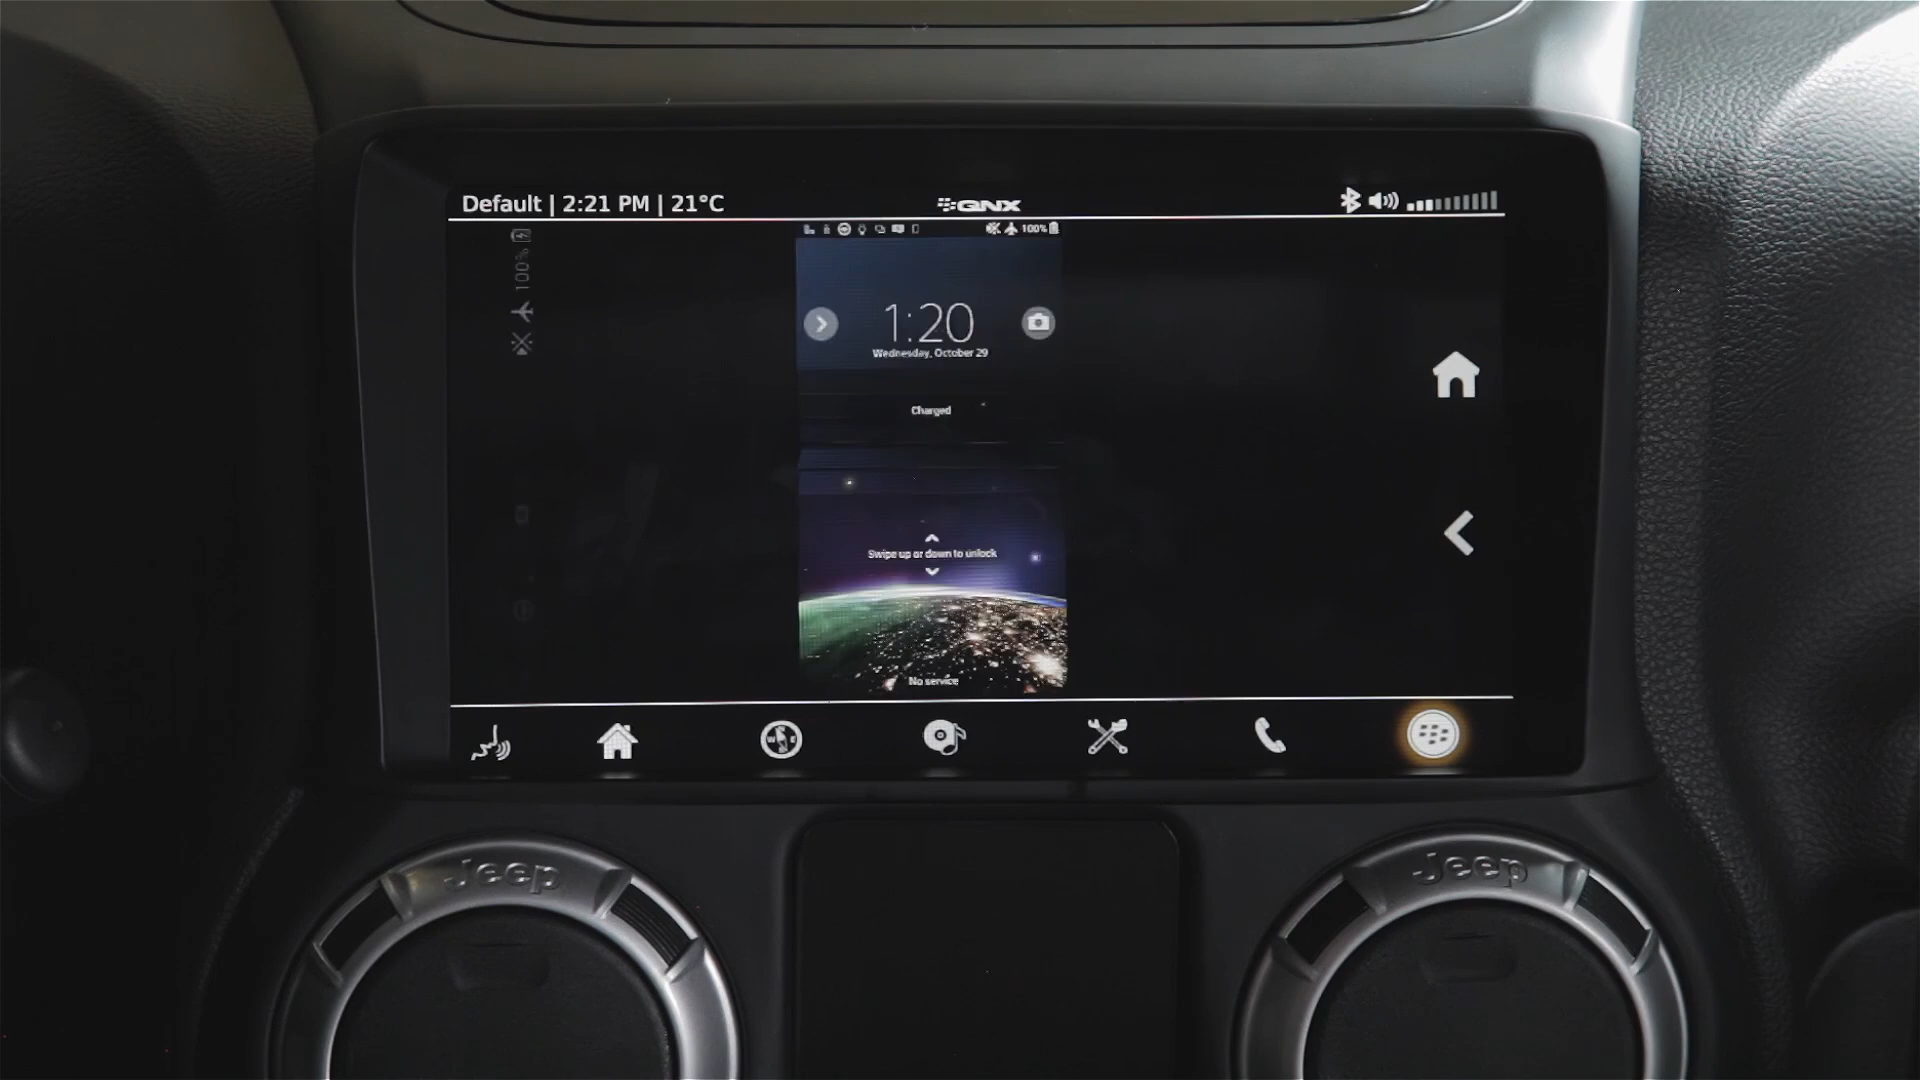 Default | 2:21 PM | 21°C
QNX
100%
100%
1:20
Wednesday, October 29
Charged
Swipe up or down to unlock
No service
Jeep
Jeep